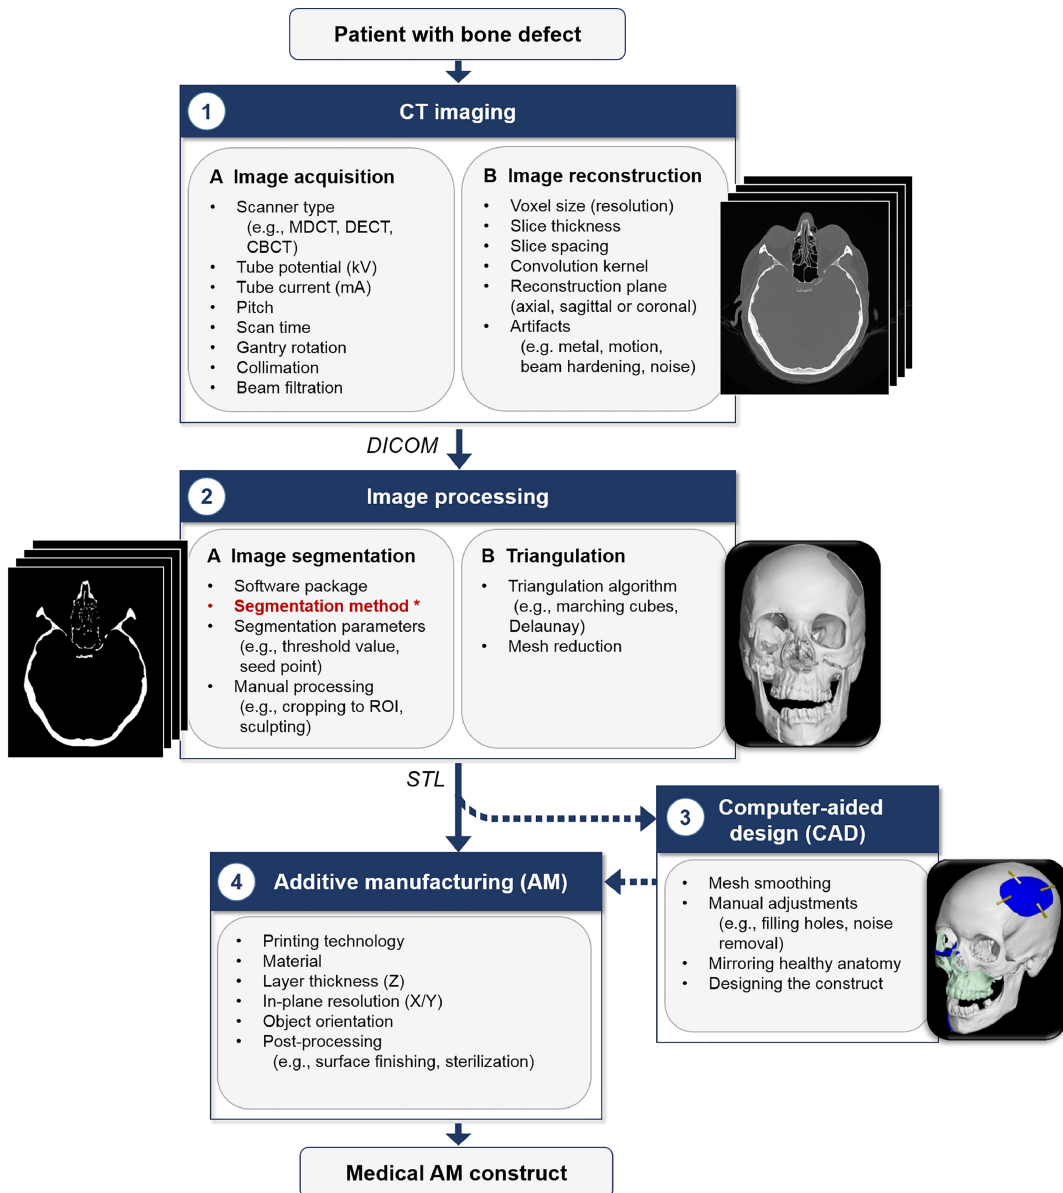 Patient with bone defect
1
CT imaging
A Image acquisition
• Scanner type
(e.g., MDCT, DECT,
CBCT)
• Tube potential (kV)
• Tube current (mA)
• Pitch
• Scan time
• Gantry rotation
• Collimation
• Beam filtration
B Image reconstruction
• Voxel size (resolution)
• Slice thickness
• Slice spacing
• Convolution kernel
• Reconstruction plane
(axial, sagittal or coronal)
• Artifacts
(e.g. metal, motion,
beam hardening, noise)
DICOM
2
Image processing
A Image segmentation
• Software package
• Segmentation method *
• Segmentation parameters
(e.g., threshold value,
seed point)
• Manual processing
(e.g., cropping to ROI,
sculpting)
B Triangulation
• Triangulation algorithm
(e.g., marching cubes,
Delaunay)
• Mesh reduction
STL
3
Computer-aided
design (CAD)
• Mesh smoothing
• Manual adjustments
(e.g., filling holes, noise
removal)
• Mirroring healthy anatomy
• Designing the construct
4
Additive manufacturing (AM)
• Printing technology
• Material
• Layer thickness (Z)
• In-plane resolution (X/Y)
• Object orientation
• Post-processing
(e.g., surface finishing, sterilization)
Medical AM construct